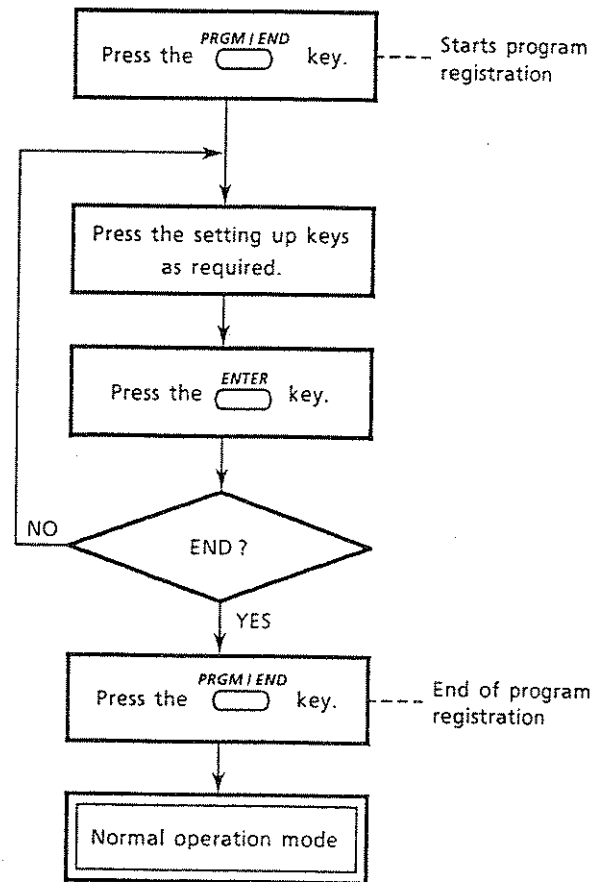 PRGM / END
Press the key.
Starts program
registration
Press the setting up keys
as required.
ENTER
Press the key.
NO
END ?
YES
PRGM / END
Press the key.
End of program
registration
Normal operation mode